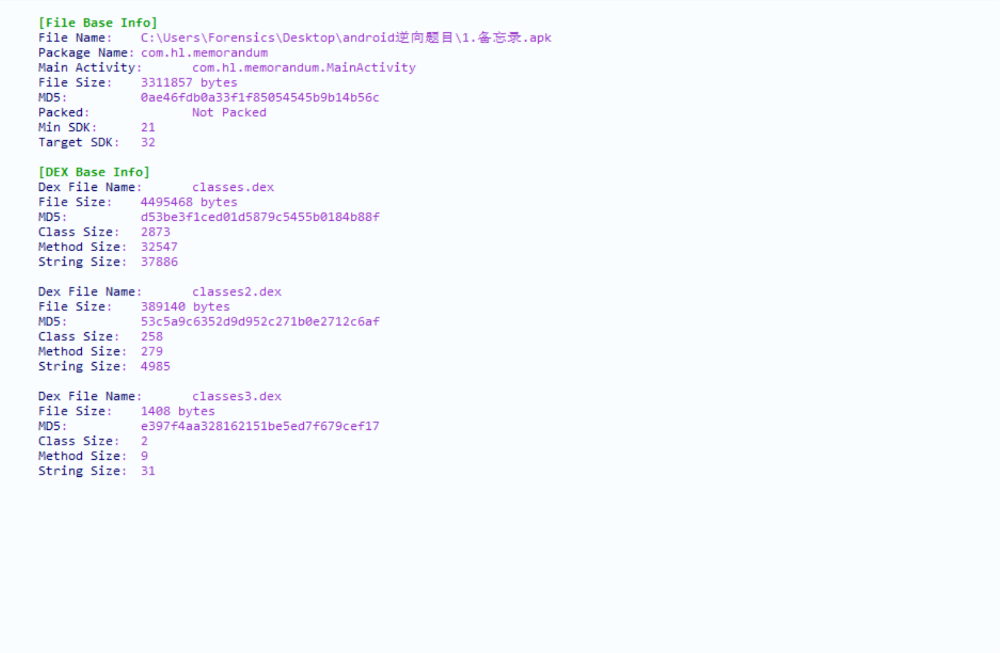 [File Base Info]
File Name: C:\Users\Forensics\Desktop\android逆向题目\1.备忘录.apk
Package Name: com.hl.memorandum
Main Activity: com.hl.memorandum.MainActivity
File Size: 3311857 bytes
MD5: 0ae46fdb0a33f1f85054545b9b14b56c
Packed: Not Packed
Min SDK: 21
Target SDK: 32
[DEX Base Info]
Dex File Name: classes.dex
File Size: 4495468 bytes
MD5: d53be3f1ced01d5879c5455b0184b88f
Class Size: 2873
Method Size: 32547
String Size: 37886
Dex File Name: classes2.dex
File Size: 389140 bytes
MD5: 53c5a9c6352d9d952c271b0e2712c6af
Class Size: 258
Method Size: 279
String Size: 4985
Dex File Name: classes3.dex
File Size: 1408 bytes
MD5: e397f4aa328162151be5ed7f679cef17
Class Size: 2
Method Size: 9
String Size: 31